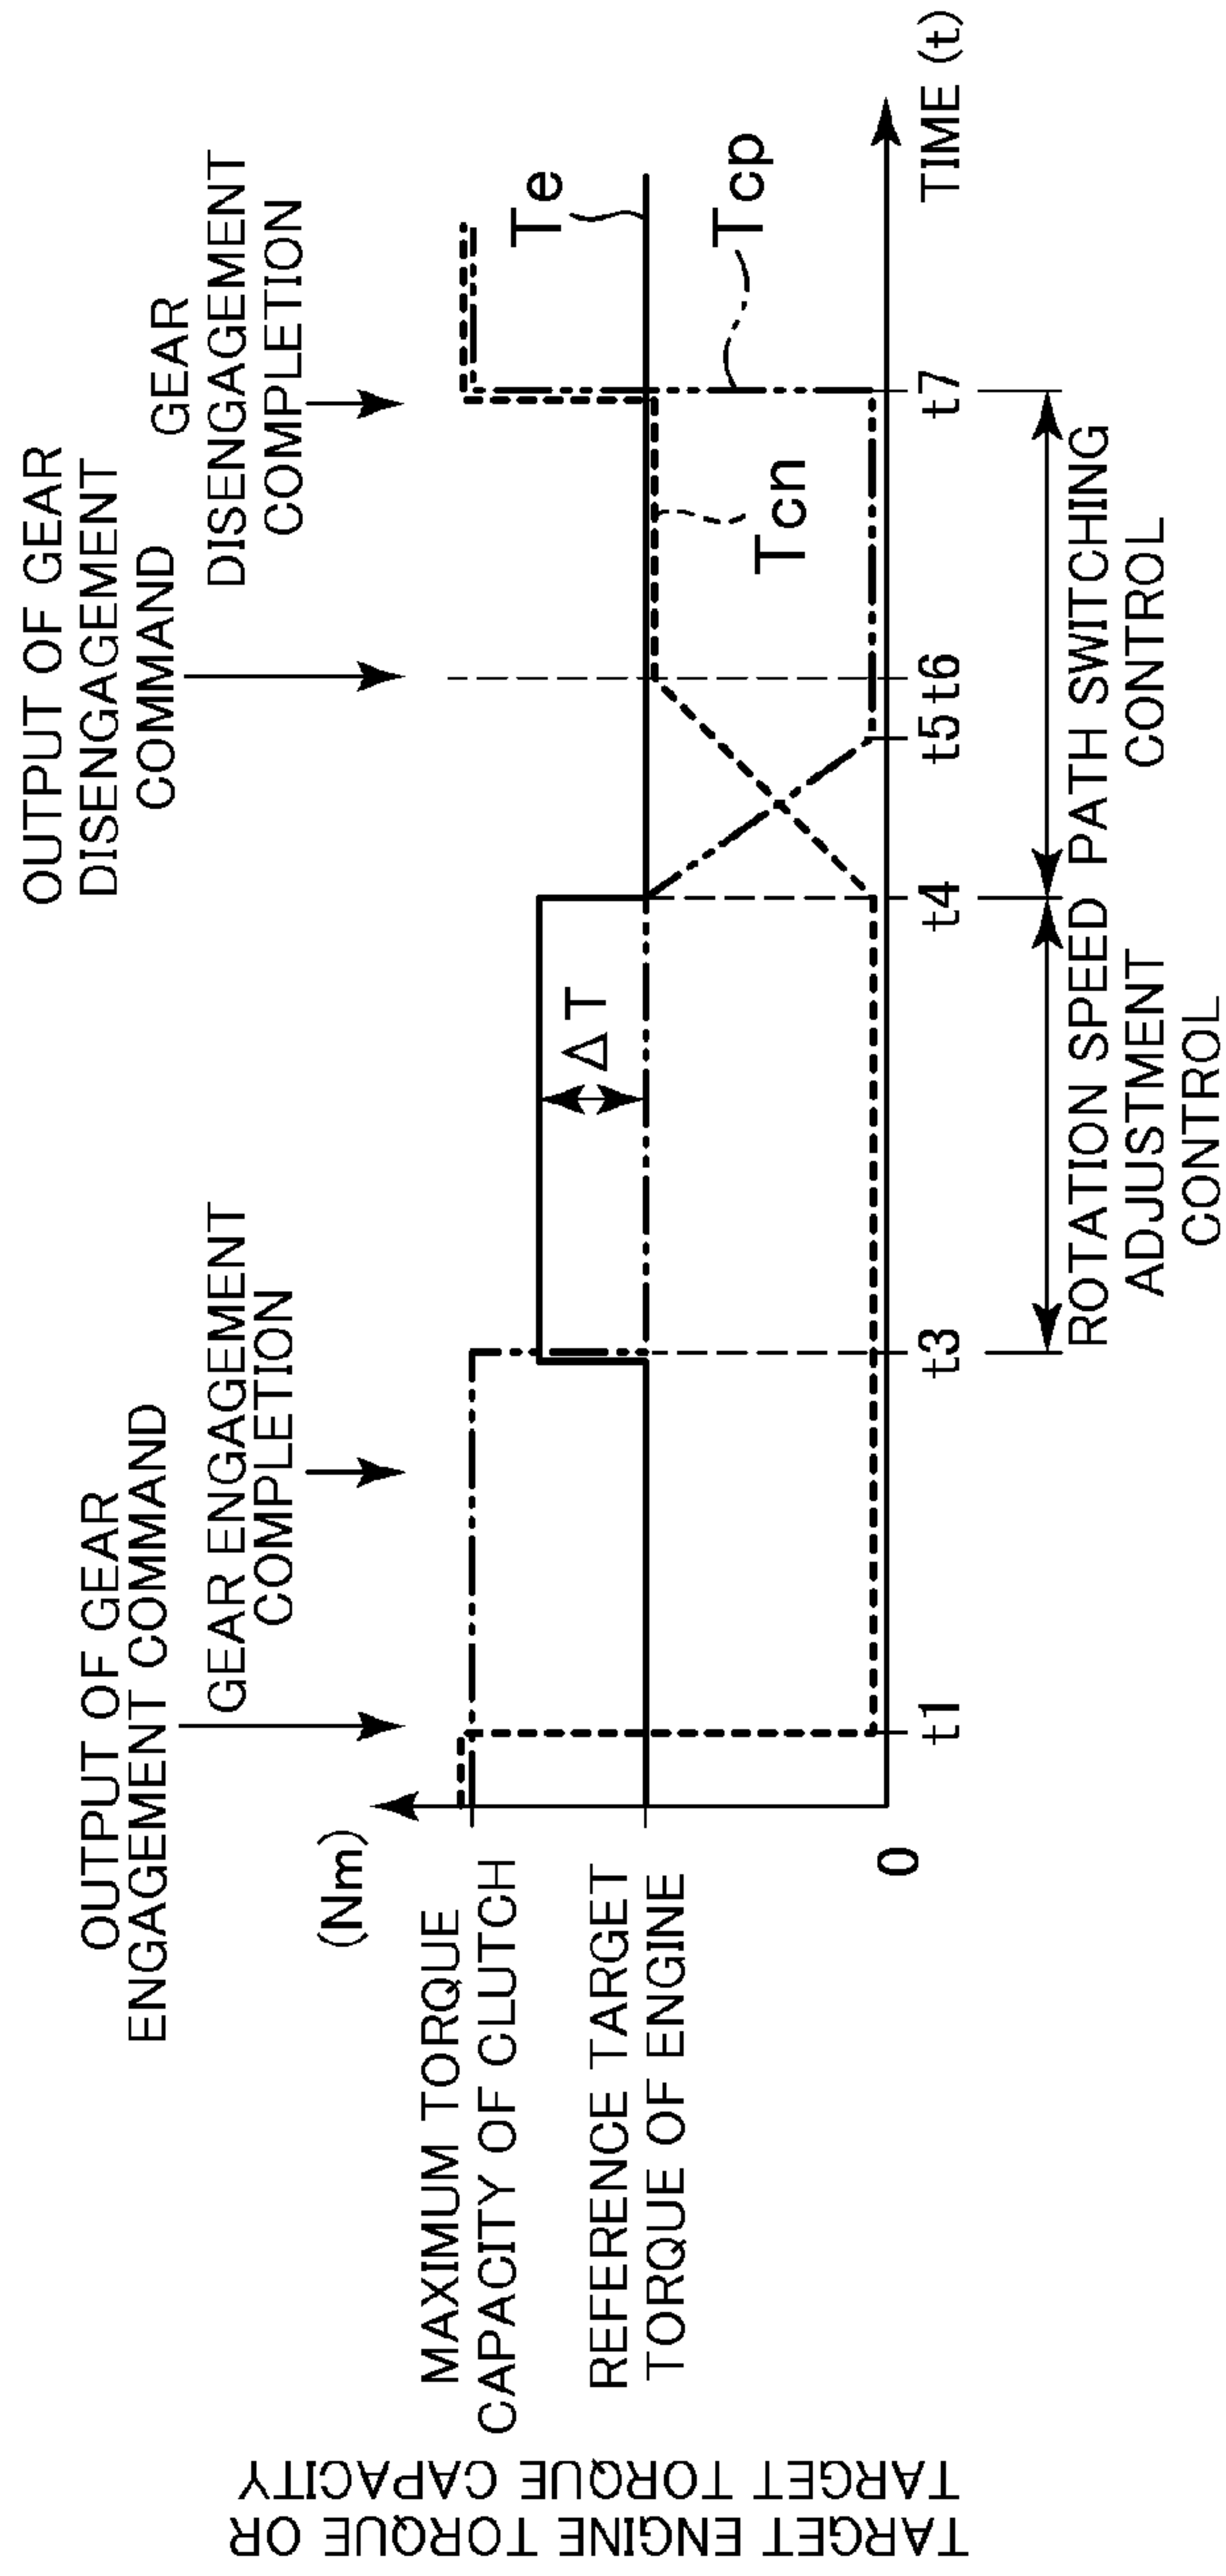 TARGET ENGINE TORQUE OR
TARGET TORQUE CAPACITY
(Nm)
MAXIMUM TORQUE
CAPACITY OF CLUTCH
REFERENCE TARGET
TORQUE OF ENGINE
0
OUTPUT OF GEAR
ENGAGEMENT COMMAND
GEAR ENGAGEMENT
COMPLETION
OUTPUT OF GEAR
DISENGAGEMENT
COMMAND
GEAR
DISENGAGEMENT
COMPLETION
ΔT
Te
Tcn
Tcp
t1
t3
t4
t5
t6
t7
TIME (t)
ROTATION SPEED
ADJUSTMENT
CONTROL
PATH SWITCHING
CONTROL